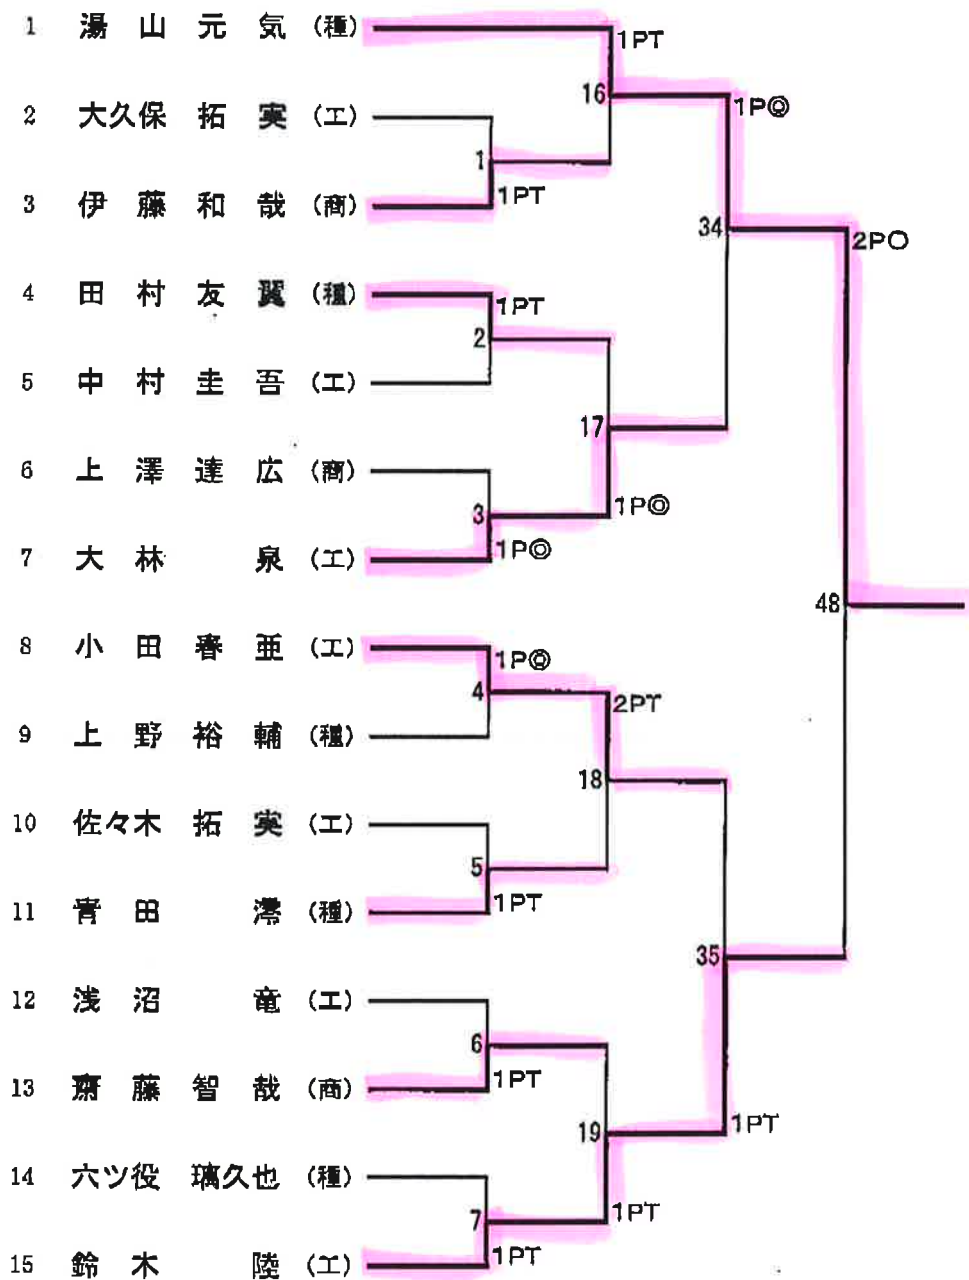 1 湯山元気 (種)
1PT
16
1P◎
2 大久保拓実 (工)
1
1PT
3 伊藤和哉 (商)
34
2P○
4 田村友翼 (種)
1PT
2
5 中村圭吾 (工)
17
6 上澤達広 (商)
3
1P◎
7 大林泉 (工)
1P◎
48
8 小田春亜 (工)
1P◎
4
2PT
9 上野裕輔 (種)
18
10 佐々木拓実 (工)
5
1PT
11 青田澪 (種)
35
12 浅沼竜 (工)
6
1PT
13 齋藤智哉 (商)
19
1PT
14 六ツ役璃久也 (種)
7
1PT
1PT
15 鈴木陸 (工)